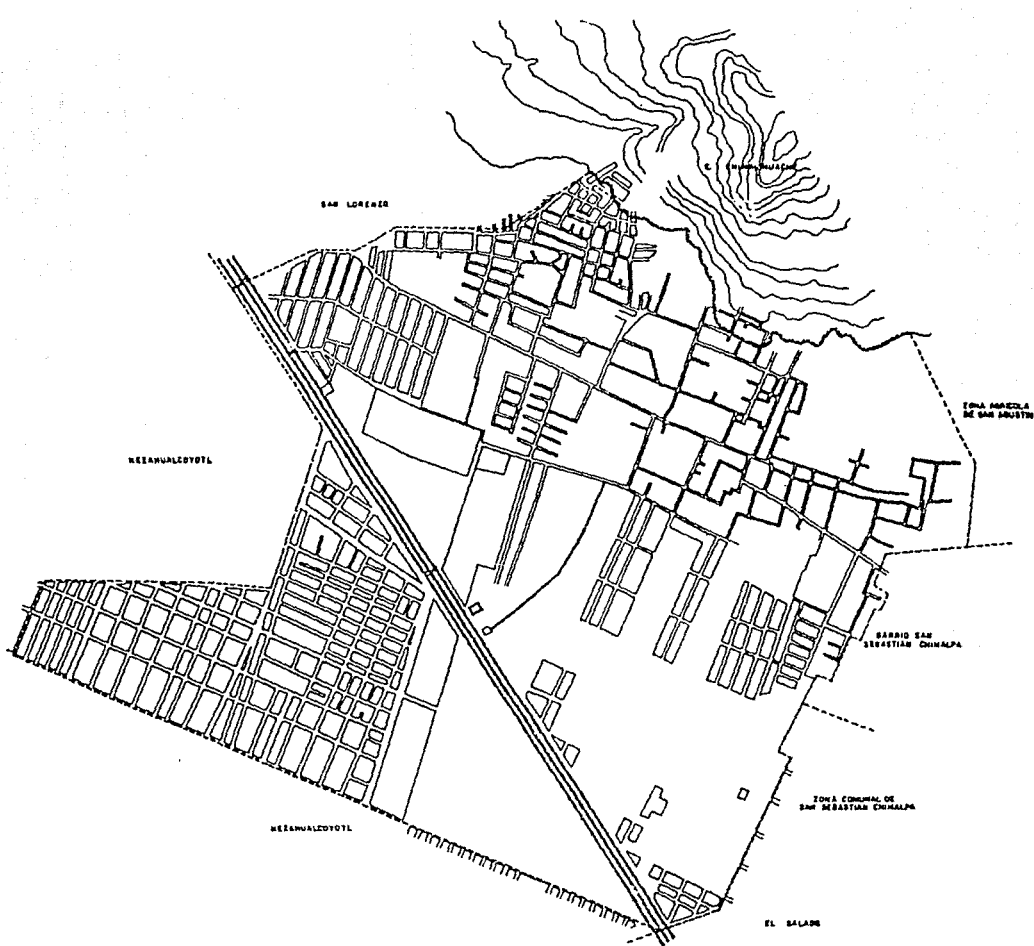 SAN LORENZO
ZONA AGRICOLA
DE SAN AGUSTIN
NEZAHUALCOYOTL
BARRIO SAN
SEBASTIAN CHIMALPA
ZONA COMUNAL DE
SAN SEBASTIAN CHIMALPA
NEZAHUALCOYOTL
EL SALADO